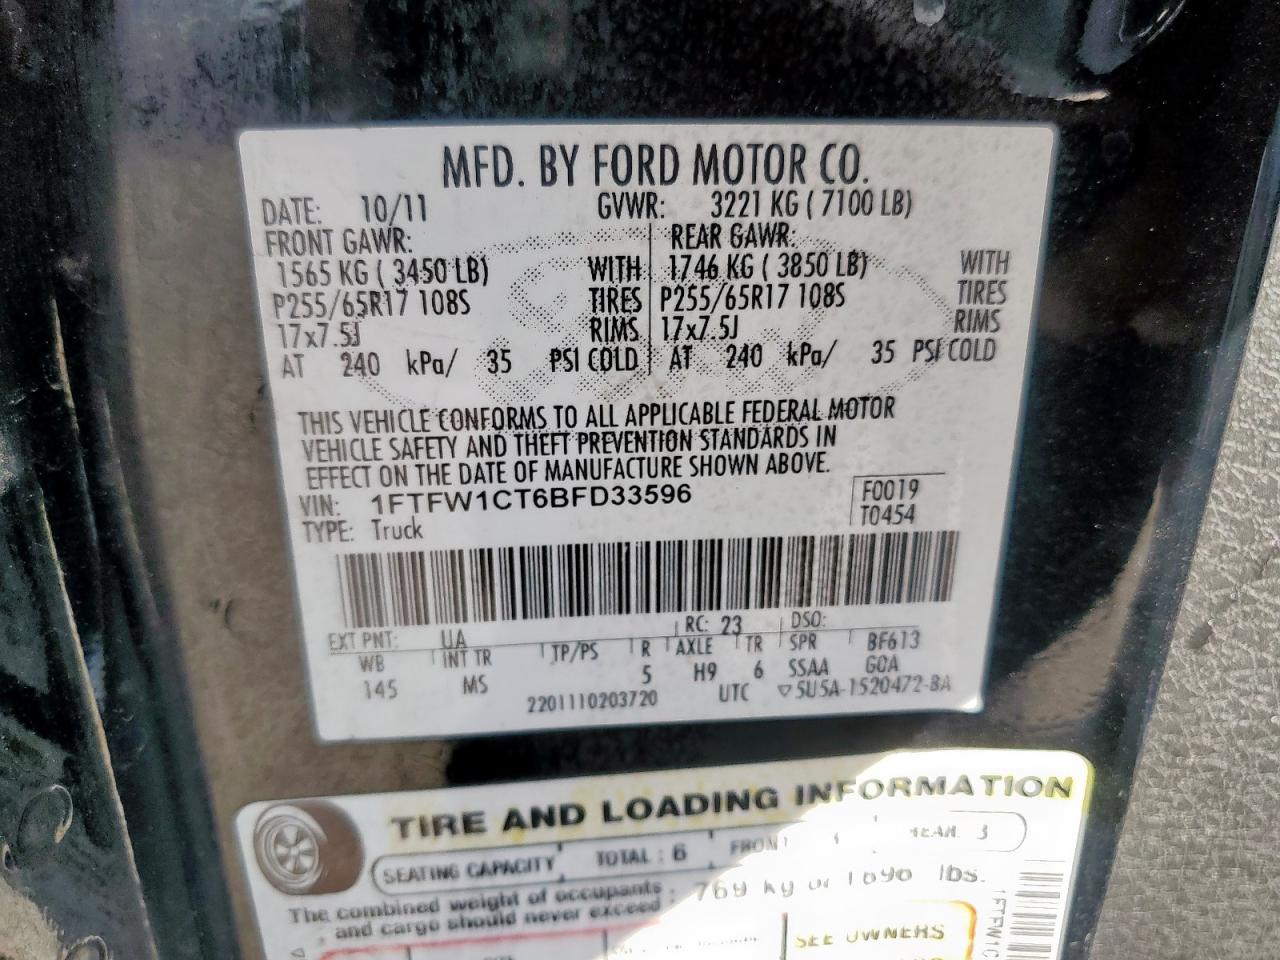 MFD. BY FORD MOTOR CO.
DATE: 10/11 GVWR: 3221 KG ( 7100 LB)
FRONT GAWR: REAR GAWR:
1565 KG ( 3450 LB) WITH 1746 KG ( 3850 LB) WITH
P255/65R17 108S TIRES P255/65R17 108S TIRES
17x7.5J RIMS 17x7.5J RIMS
AT 240 kPa/ 35 PSI COLD AT 240 kPa/ 35 PSI COLD
THIS VEHICLE CONFORMS TO ALL APPLICABLE FEDERAL MOTOR
VEHICLE SAFETY AND THEFT PREVENTION STANDARDS IN
EFFECT ON THE DATE OF MANUFACTURE SHOWN ABOVE.
VIN: 1FTFW1CT6BFD33596 F0019
TYPE: Truck T0454
EXT PNT: UA RC: 23 DSO:
WB INT TR TP/PS R AXLE TR SPR BF613
145 MS 5 H9 6 SSAA GOA
2201110203720 UTC ▽5U5A-1520472-BA
TIRE AND LOADING INFORMATION
SEATING CAPACITY TOTAL : 6 FRONT REAR 3
The combined weight of occupants 769 kg or 1696 lbs.
and cargo should never exceed
SEE OWNERS
1FTFW1C